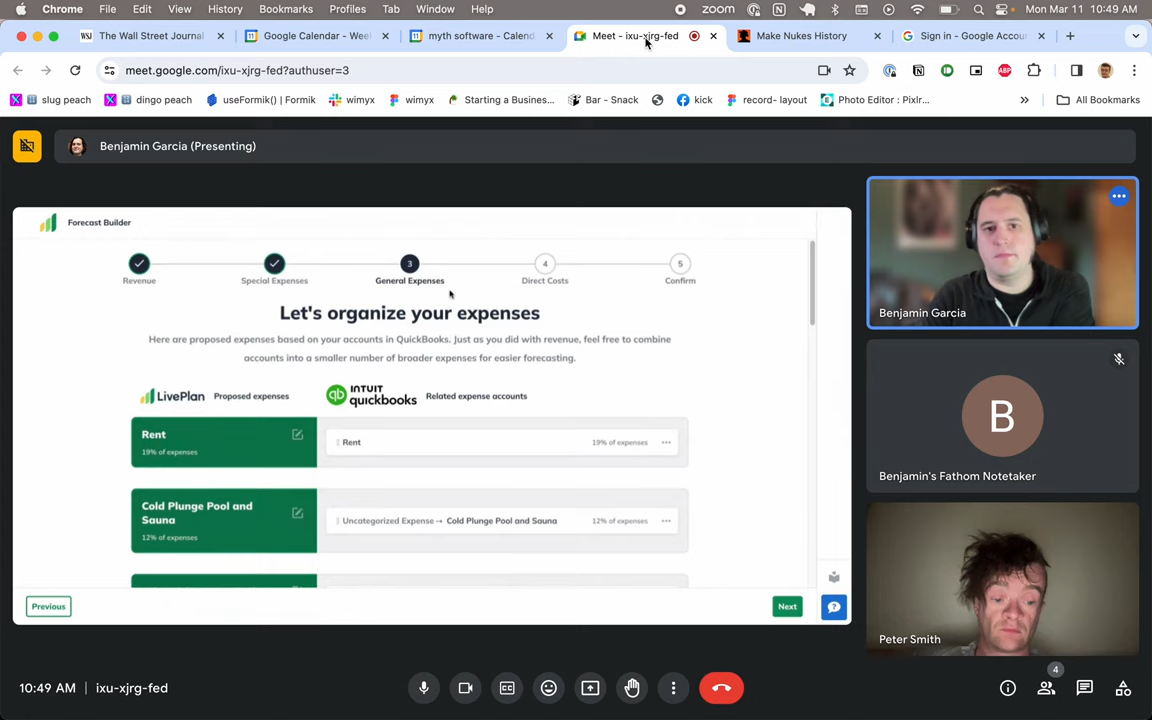 Chrome File Edit View History Bookmarks Profiles Tab Window Help zoom Mon Mar 11 10:49 AM
WSJ The Wall Street Journal Google Calendar - Wee myth software - Calend Meet - ixu-xjrg-fed Make Nukes History Sign in - Google Accou
meet.google.com/ixu-xjrg-fed?authuser=3
slug peach dingo peach useFormik() | Formik wimyx wimyx Starting a Business... Bar - Snack kick record- layout Photo Editor : Pixlr... All Bookmarks
Benjamin Garcia (Presenting)
Forecast Builder
3 4 5
Revenue Special Expenses General Expenses Direct Costs Confirm
Let's organize your expenses
Here are proposed expenses based on your accounts in QuickBooks. Just as you did with revenue, feel free to combine
accounts into a smaller number of broader expenses for easier forecasting.
LivePlan Proposed expenses qb INTUIT quickbooks Related expense accounts
Rent
19% of expenses
Rent 19% of expenses
Cold Plunge Pool and
Sauna
12% of expenses
Uncategorized Expense → Cold Plunge Pool and Sauna 12% of expenses
Previous Next
Benjamin Garcia
B
Benjamin's Fathom Notetaker
Peter Smith
10:49 AM | ixu-xjrg-fed
4